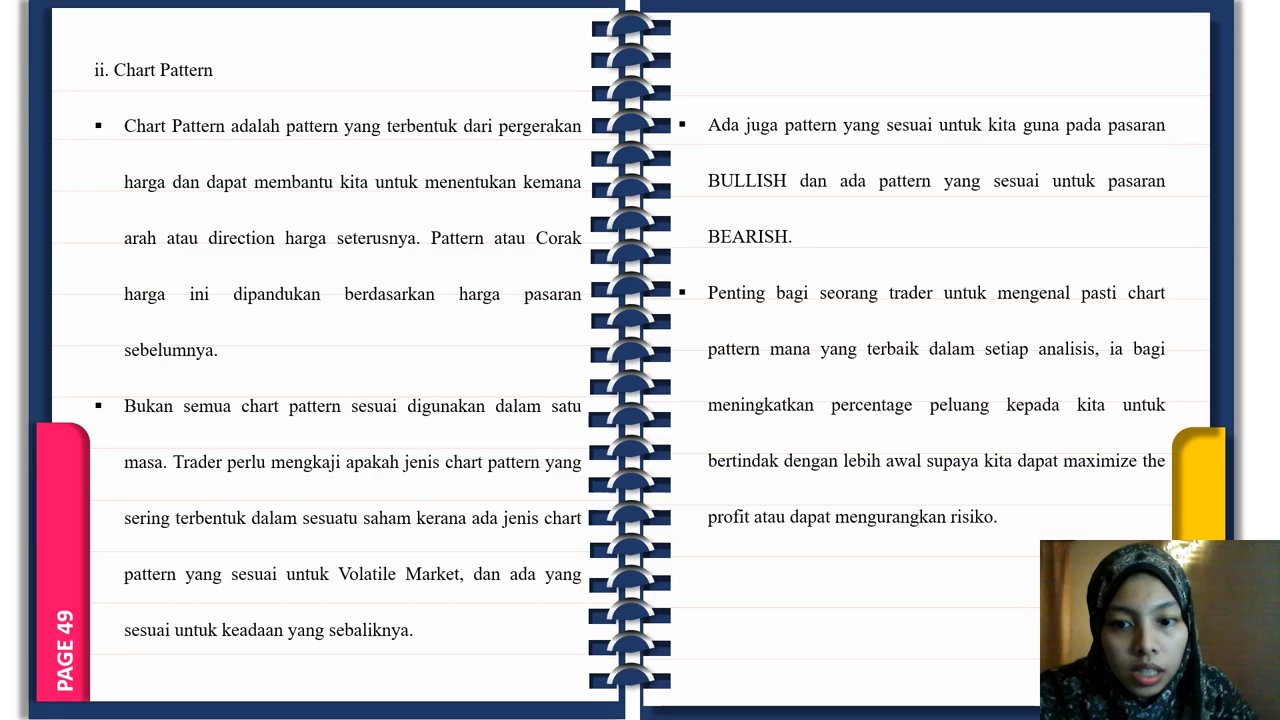 ii. Chart Pattern
▪ Chart Pattern adalah pattern yang terbentuk dari pergerakan
harga dan dapat membantu kita untuk menentukan kemana
arah atau direction harga seterusnya. Pattern atau Corak
harga ini dipandukan berdasarkan harga pasaran
sebelumnya.
▪ Bukan semua chart pattern sesuai digunakan dalam satu
masa. Trader perlu mengkaji apakah jenis chart pattern yang
sering terbentuk dalam sesuatu saham kerana ada jenis chart
pattern yang sesuai untuk Volatile Market, dan ada yang
sesuai untuk keadaan yang sebaliknya.
PAGE 49
▪ Ada juga pattern yang sesuai untuk kita guna pada pasaran
BULLISH dan ada pattern yang sesuai untuk pasaran
BEARISH.
▪ Penting bagi seorang trader untuk mengenal pasti chart
pattern mana yang terbaik dalam setiap analisis, ia bagi
meningkatkan percentage peluang kepada kita untuk
bertindak dengan lebih awal supaya kita dapat maximize the
profit atau dapat mengurangkan risiko.